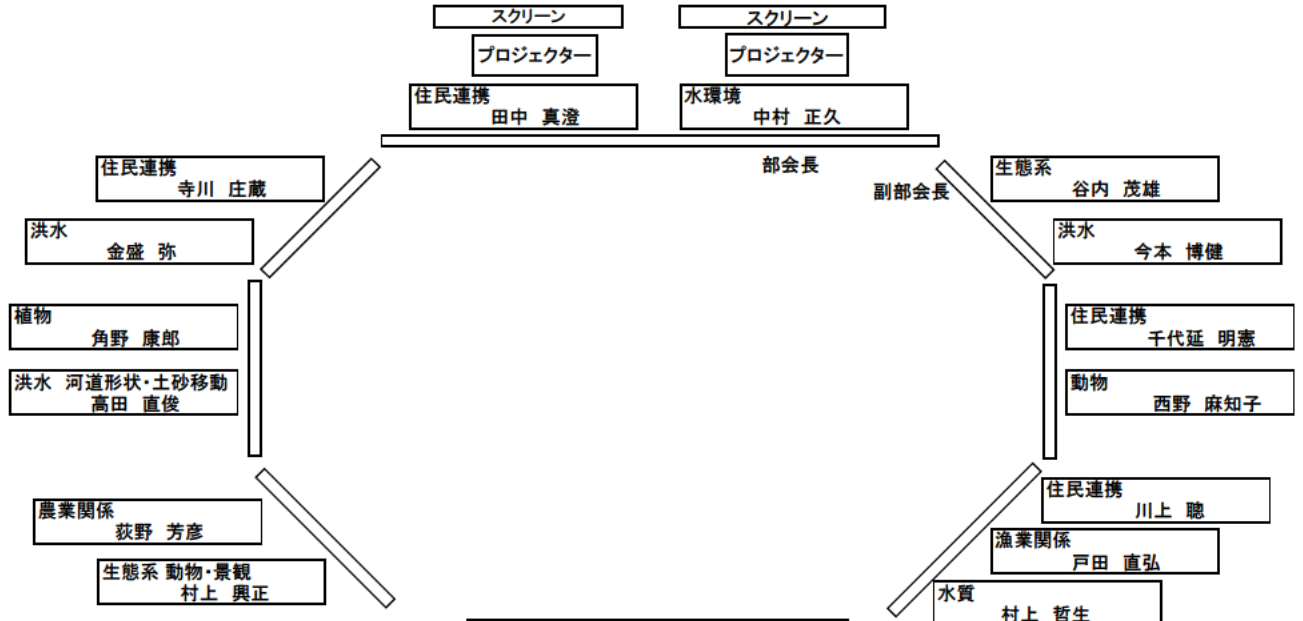 スクリーン
スクリーン
プロジェクター
プロジェクター
住民連携
田中 真澄
水環境
中村 正久
部会長
副部会長
住民連携
寺川 庄蔵
生態系
谷内 茂雄
洪水
金盛 弥
洪水
今本 博健
植物
角野 康郎
住民連携
千代延 明憲
洪水 河道形状・土砂移動
高田 直俊
動物
西野 麻知子
農業関係
荻野 芳彦
住民連携
川上 聰
漁業関係
戸田 直弘
生態系 動物・景観
村上 興正
水質
村上 哲生